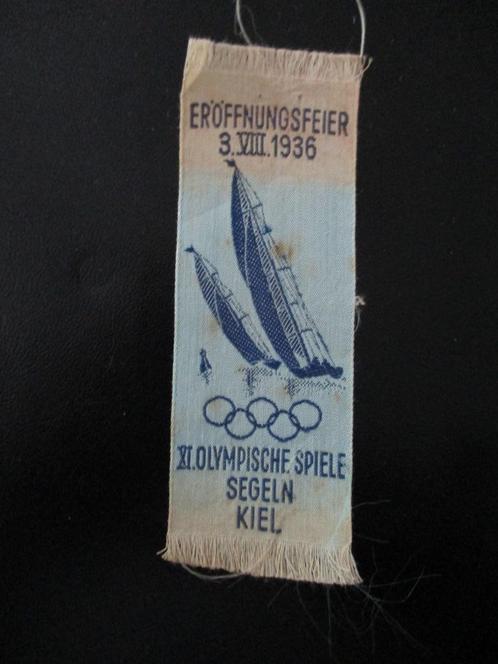 ERÖFFNUNGSFEIER
3.VIII.1936
XI.OLYMPISCHE SPIELE
SEGELN
KIEL